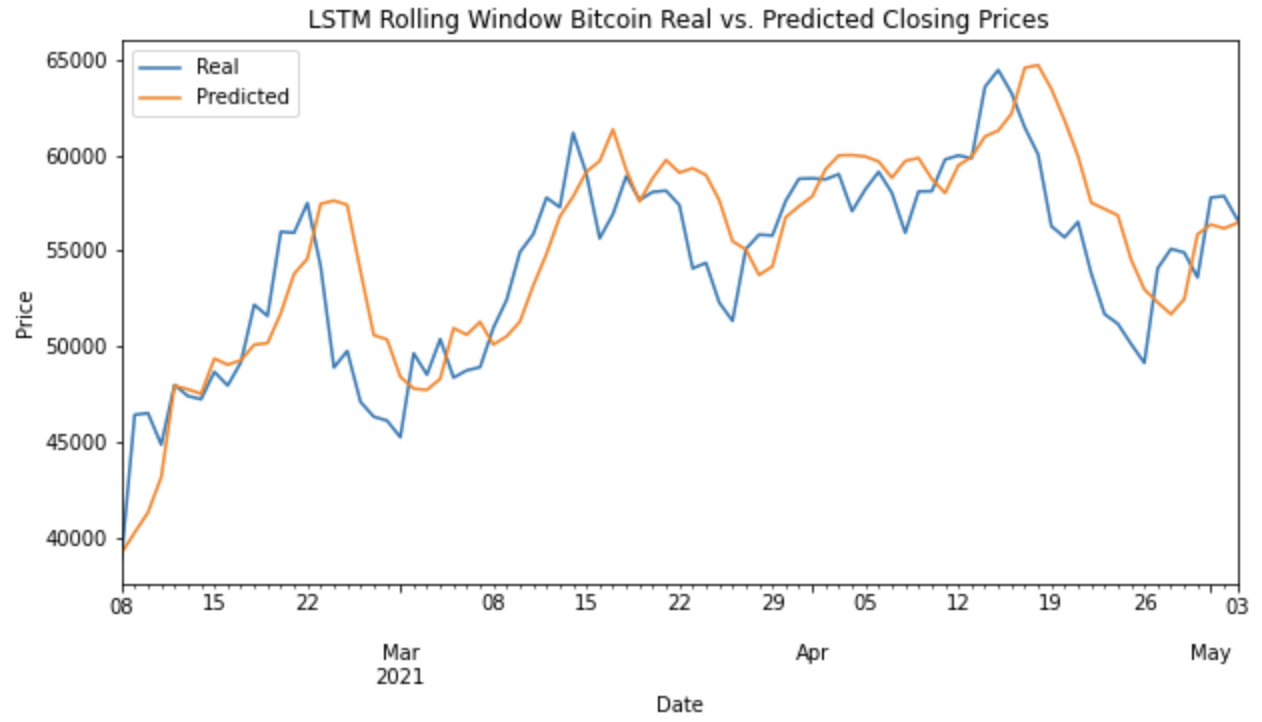 LSTM Rolling Window Bitcoin Real vs. Predicted Closing Prices
Real
Predicted
65000
60000
55000
50000
45000
40000
Price
08 15 22 08 15 22 29 05 12 19 26 03
Mar Apr May
2021
Date